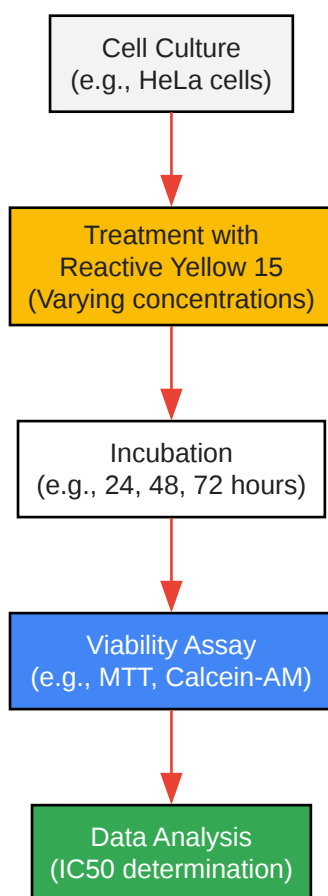 Cell Culture
(e.g., HeLa cells)
Treatment with
Reactive Yellow 15
(Varying concentrations)
Incubation
(e.g., 24, 48, 72 hours)
Viability Assay
(e.g., MTT, Calcein-AM)
Data Analysis
(IC50 determination)